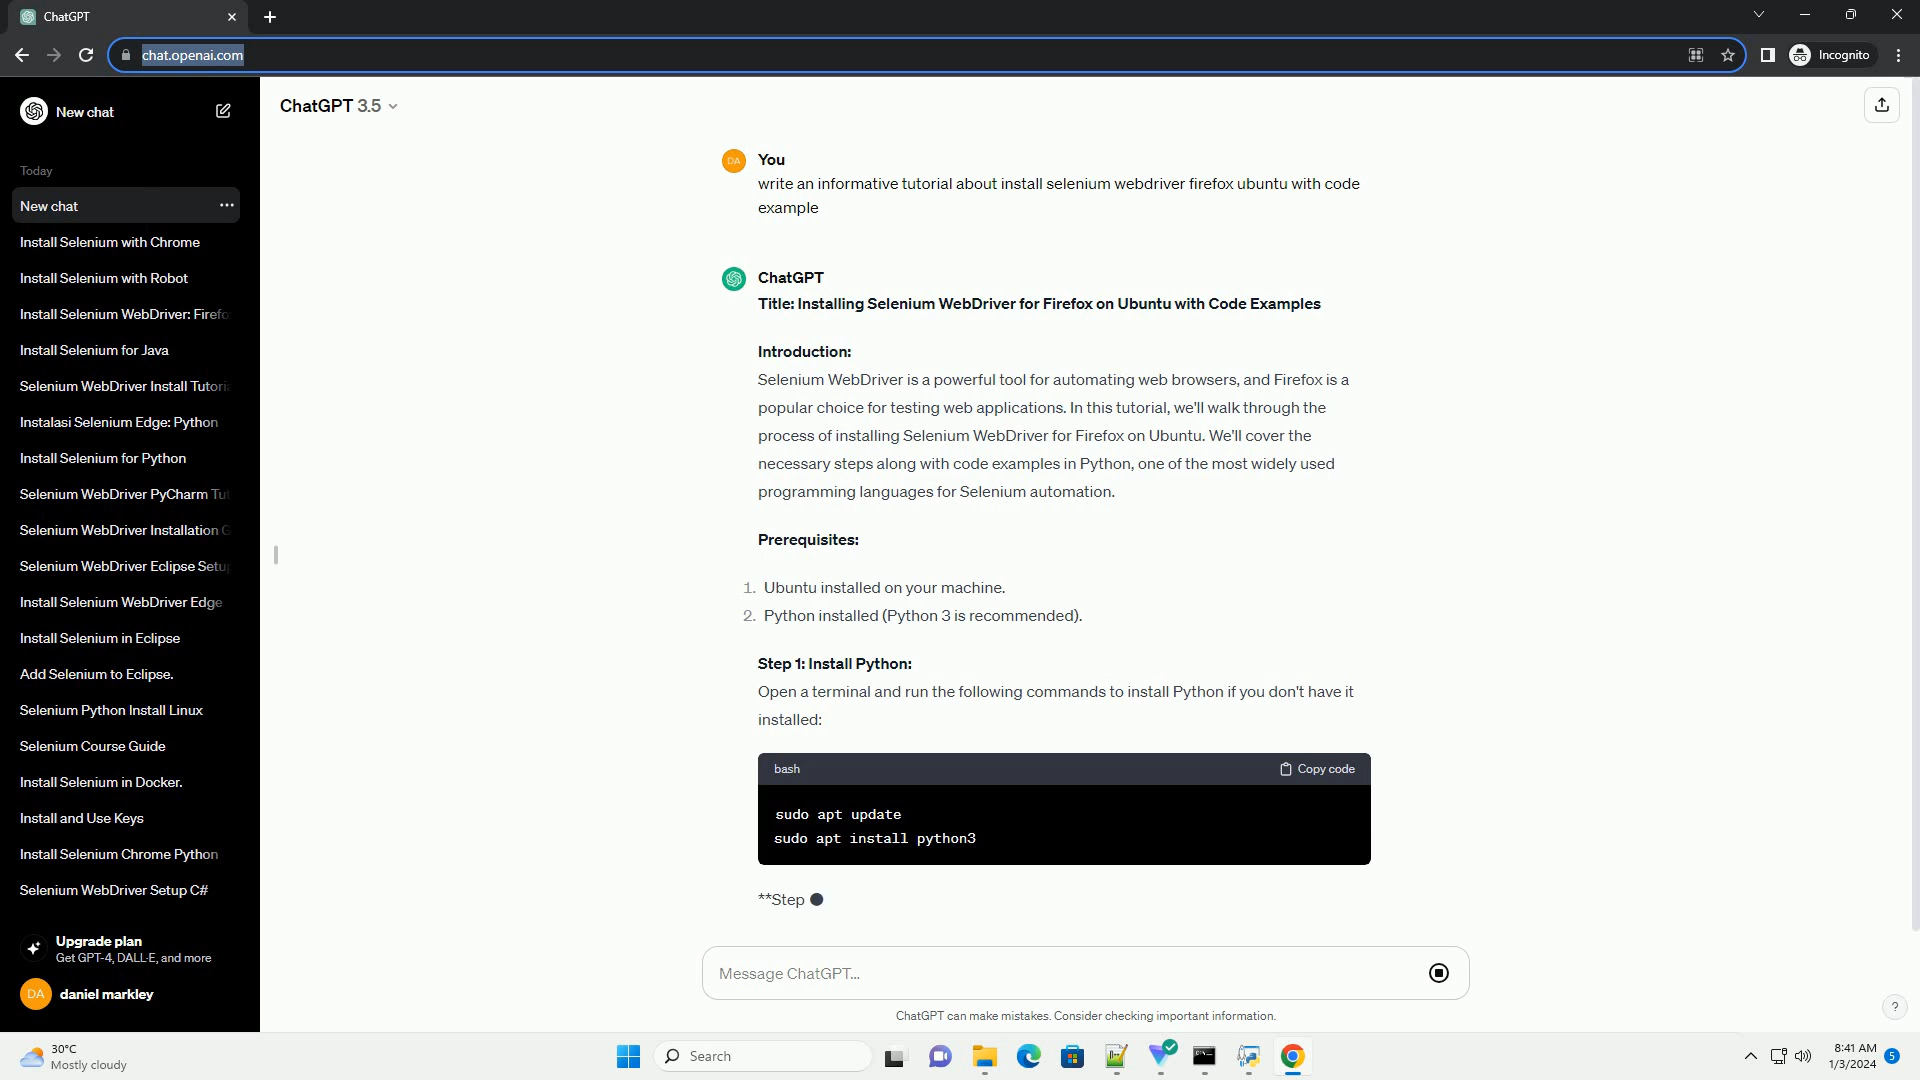 ChatGPT
chat.openai.com
Incognito
New chat
Today
New chat
Install Selenium with Chrome
Install Selenium with Robot
Install Selenium WebDriver: Firefo
Install Selenium for Java
Selenium WebDriver Install Tutoria
Instalasi Selenium Edge: Python
Install Selenium for Python
Selenium WebDriver PyCharm Tut
Selenium WebDriver Installation G
Selenium WebDriver Eclipse Setup
Install Selenium WebDriver Edge
Install Selenium in Eclipse
Add Selenium to Eclipse.
Selenium Python Install Linux
Selenium Course Guide
Install Selenium in Docker.
Install and Use Keys
Install Selenium Chrome Python
Selenium WebDriver Setup C#
Upgrade plan
Get GPT-4, DALL·E, and more
DA
daniel markley
ChatGPT 3.5
DA
You
write an informative tutorial about install selenium webdriver firefox ubuntu with code
example
ChatGPT
Title: Installing Selenium WebDriver for Firefox on Ubuntu with Code Examples
Introduction:
Selenium WebDriver is a powerful tool for automating web browsers, and Firefox is a
popular choice for testing web applications. In this tutorial, we'll walk through the
process of installing Selenium WebDriver for Firefox on Ubuntu. We'll cover the
necessary steps along with code examples in Python, one of the most widely used
programming languages for Selenium automation.
Prerequisites:
1. Ubuntu installed on your machine.
2. Python installed (Python 3 is recommended).
Step 1: Install Python:
Open a terminal and run the following commands to install Python if you don't have it
installed:
bash
Copy code
sudo apt update
sudo apt install python3
**Step
Message ChatGPT...
ChatGPT can make mistakes. Consider checking important information.
?
30°C
Mostly cloudy
Search
8:41 AM
1/3/2024
5